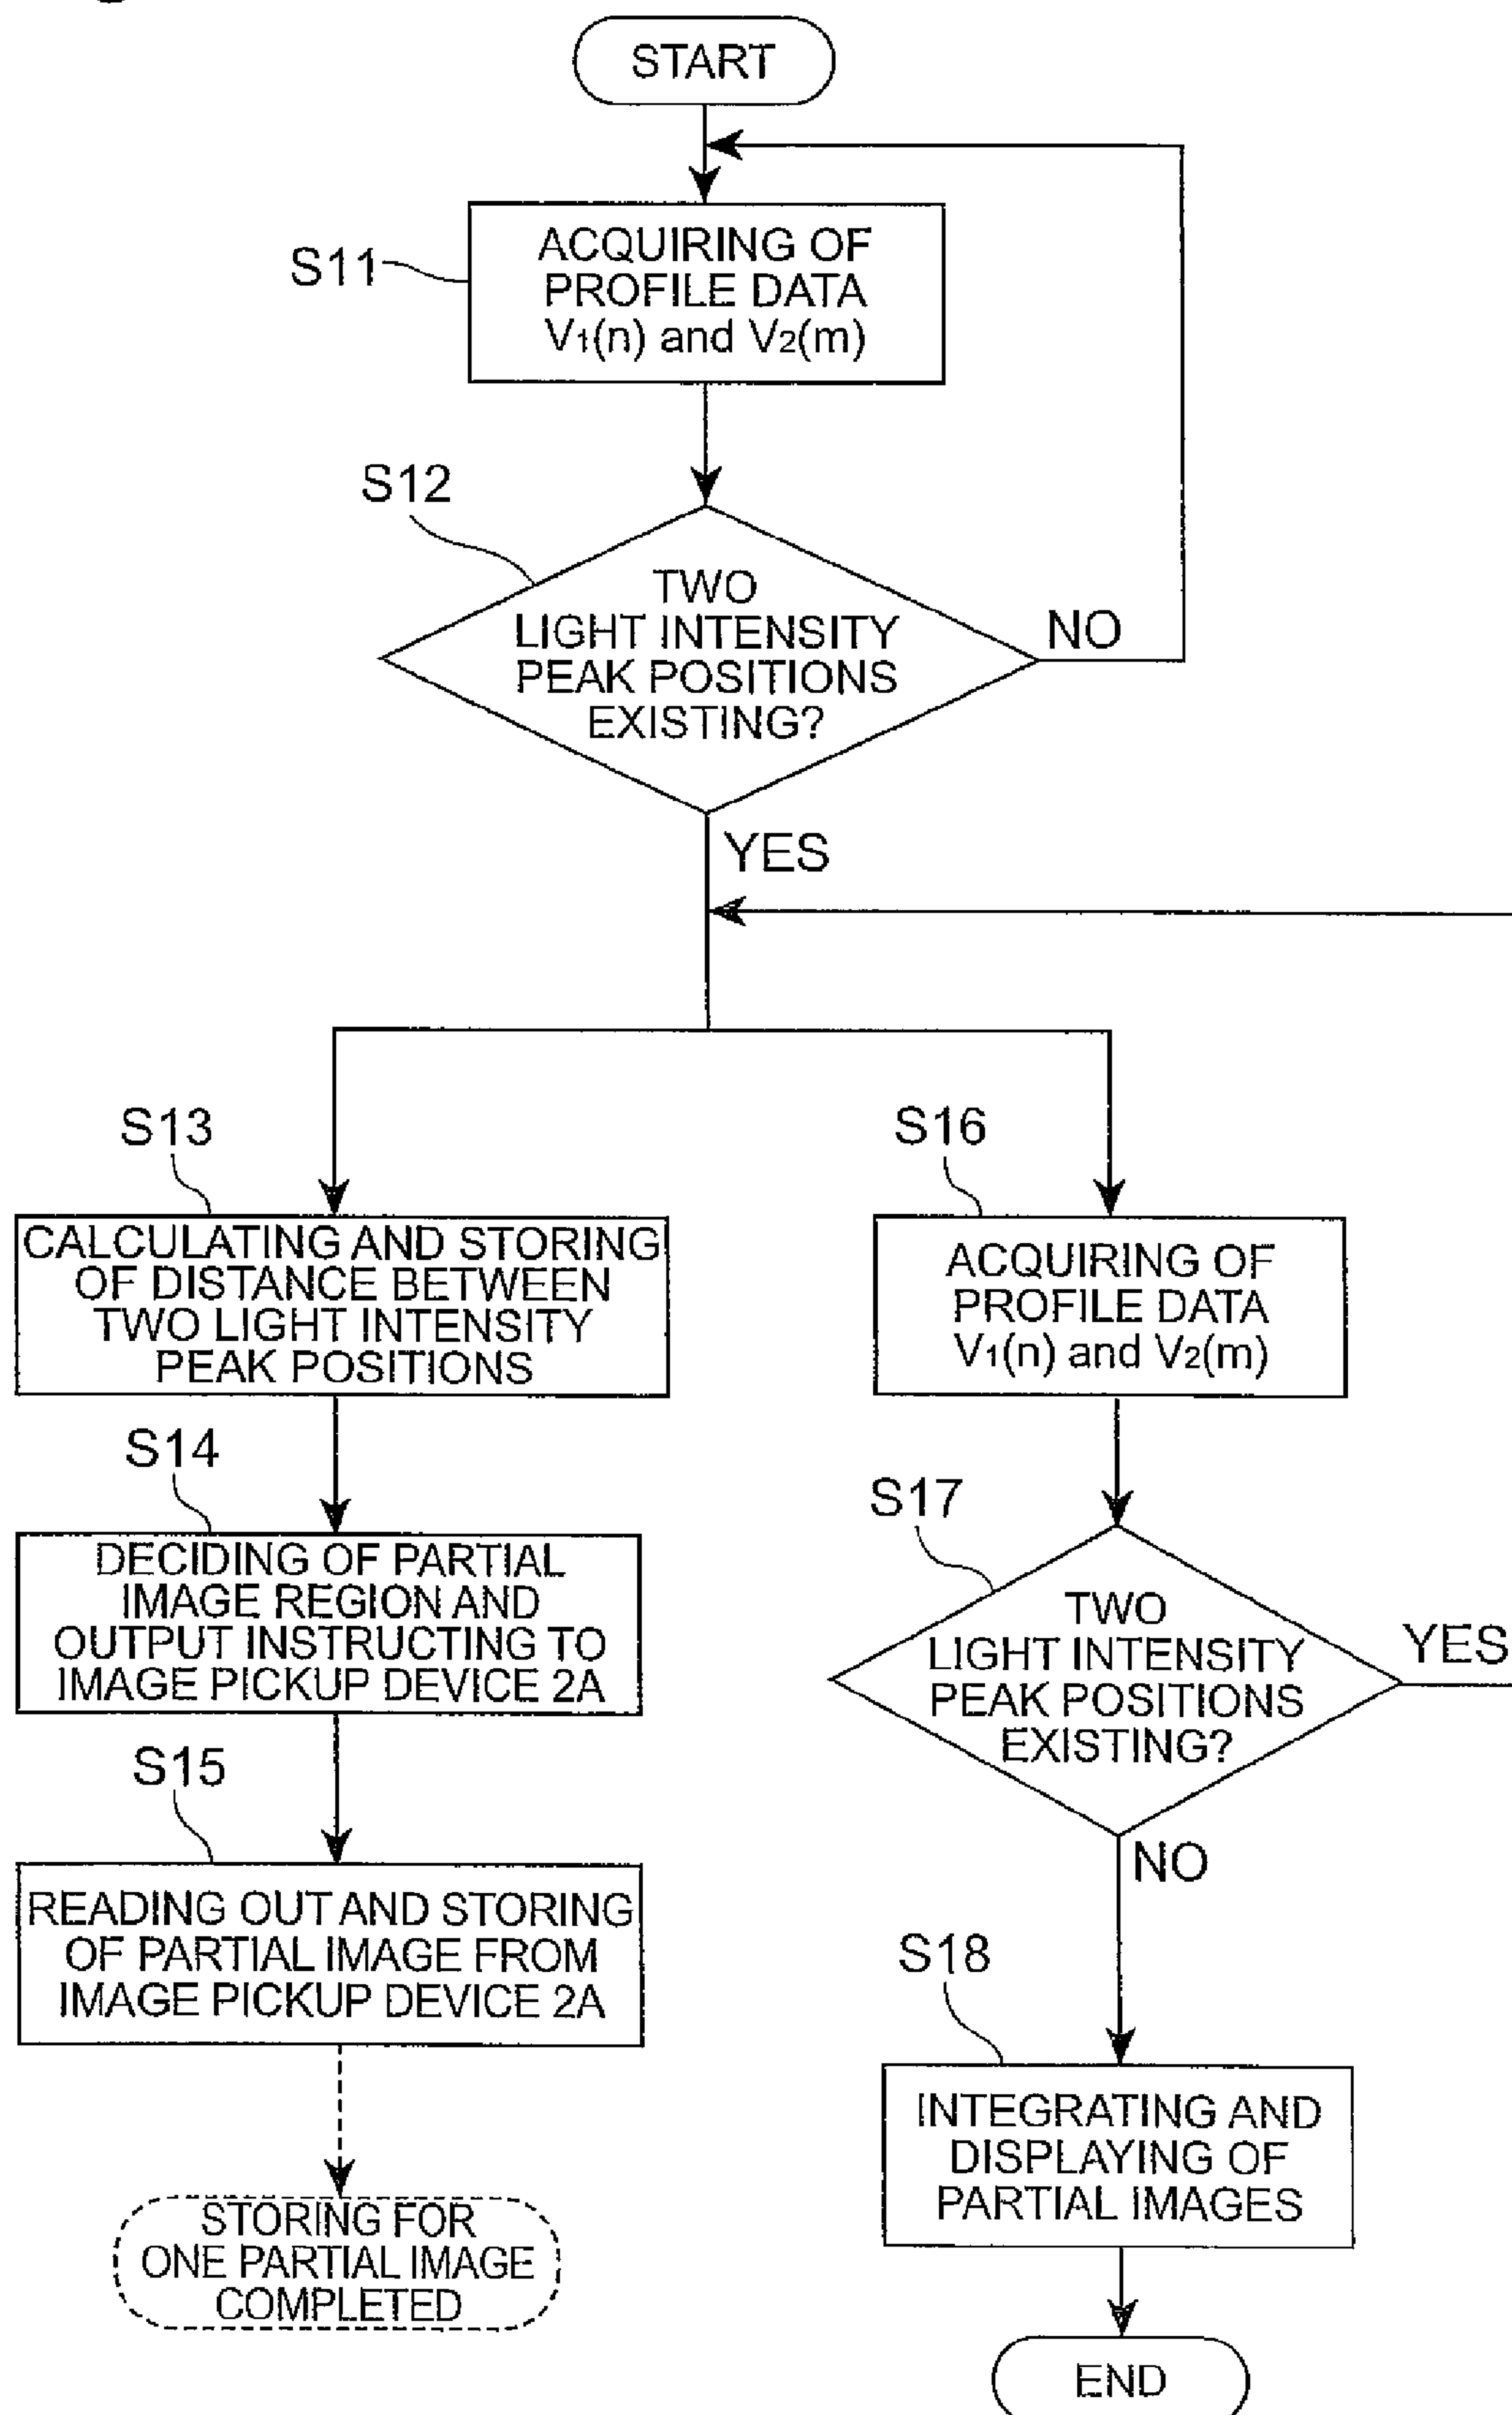 START
S11
ACQUIRING OF
PROFILE DATA
V1(n) and V2(m)
S12
TWO
LIGHT INTENSITY
PEAK POSITIONS
EXISTING?
NO
YES
S13
CALCULATING AND STORING
OF DISTANCE BETWEEN
TWO LIGHT INTENSITY
PEAK POSITIONS
S14
DECIDING OF PARTIAL
IMAGE REGION AND
OUTPUT INSTRUCTING TO
IMAGE PICKUP DEVICE 2A
S15
READING OUT AND STORING
OF PARTIAL IMAGE FROM
IMAGE PICKUP DEVICE 2A
STORING FOR
ONE PARTIAL IMAGE
COMPLETED
S16
ACQUIRING OF
PROFILE DATA
V1(n) and V2(m)
S17
TWO
LIGHT INTENSITY
PEAK POSITIONS
EXISTING?
YES
NO
S18
INTEGRATING AND
DISPLAYING OF
PARTIAL IMAGES
END